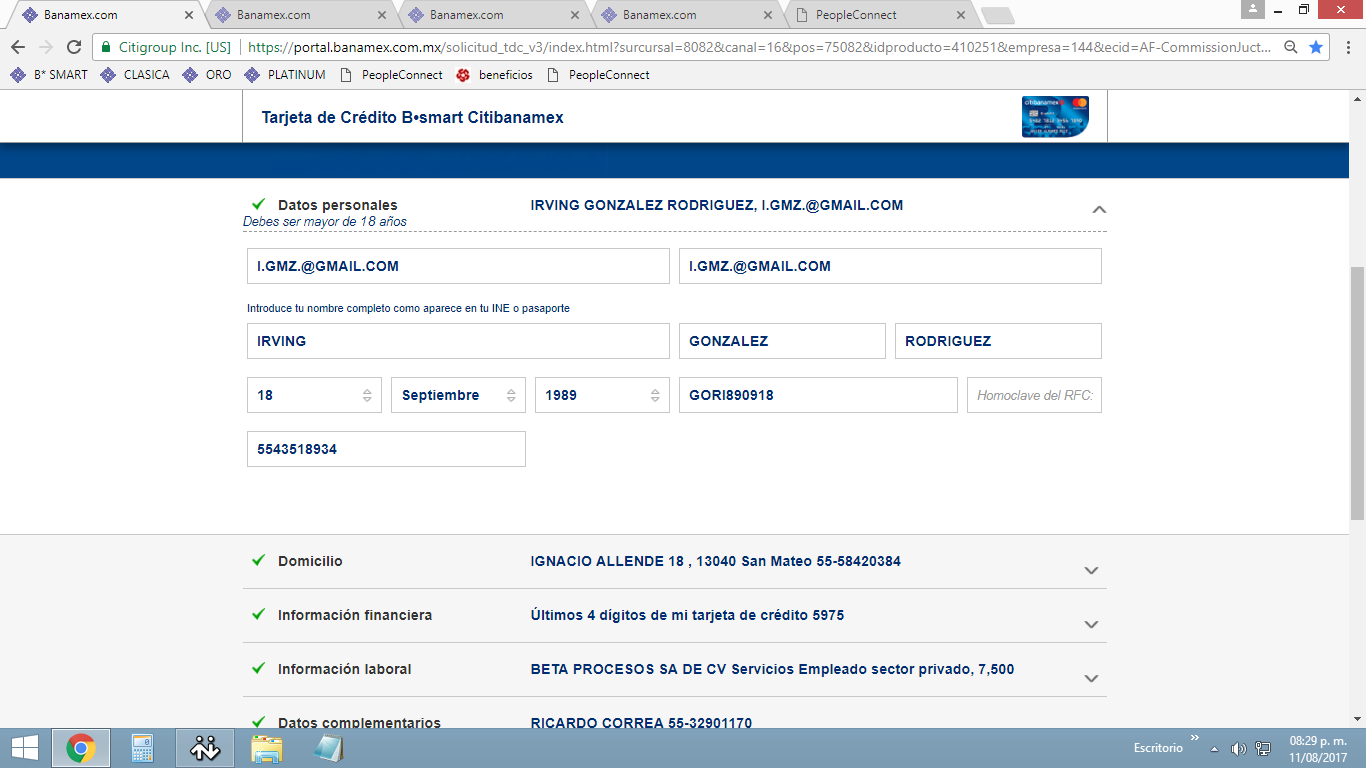 Banamex.com Banamex.com Banamex.com Banamex.com PeopleConnect
Citigroup Inc. [US] https://portal.banamex.com.mx/solicitud_tdc_v3/index.html?surcursal=8082&canal=16&pos=75082&idproducto=410251&empresa=144&ecid=AF-CommissionJuct...
B* SMART CLASICA ORO PLATINUM PeopleConnect beneficios PeopleConnect
Tarjeta de Crédito B•smart Citibanamex
citibanamex
Datos personales IRVING GONZALEZ RODRIGUEZ, I.GMZ.@GMAIL.COM
Debes ser mayor de 18 años
I.GMZ.@GMAIL.COM I.GMZ.@GMAIL.COM
Introduce tu nombre completo como aparece en tu INE o pasaporte
IRVING GONZALEZ RODRIGUEZ
18 Septiembre 1989 GORI890918 Homoclave del RFC:
5543518934
Domicilio IGNACIO ALLENDE 18 , 13040 San Mateo 55-58420384
Información financiera Últimos 4 dígitos de mi tarjeta de crédito 5975
Información laboral BETA PROCESOS SA DE CV Servicios Empleado sector privado, 7,500
Datos complementarios RICARDO CORREA 55-32901170
Escritorio » 08:29 p. m.
11/08/2017